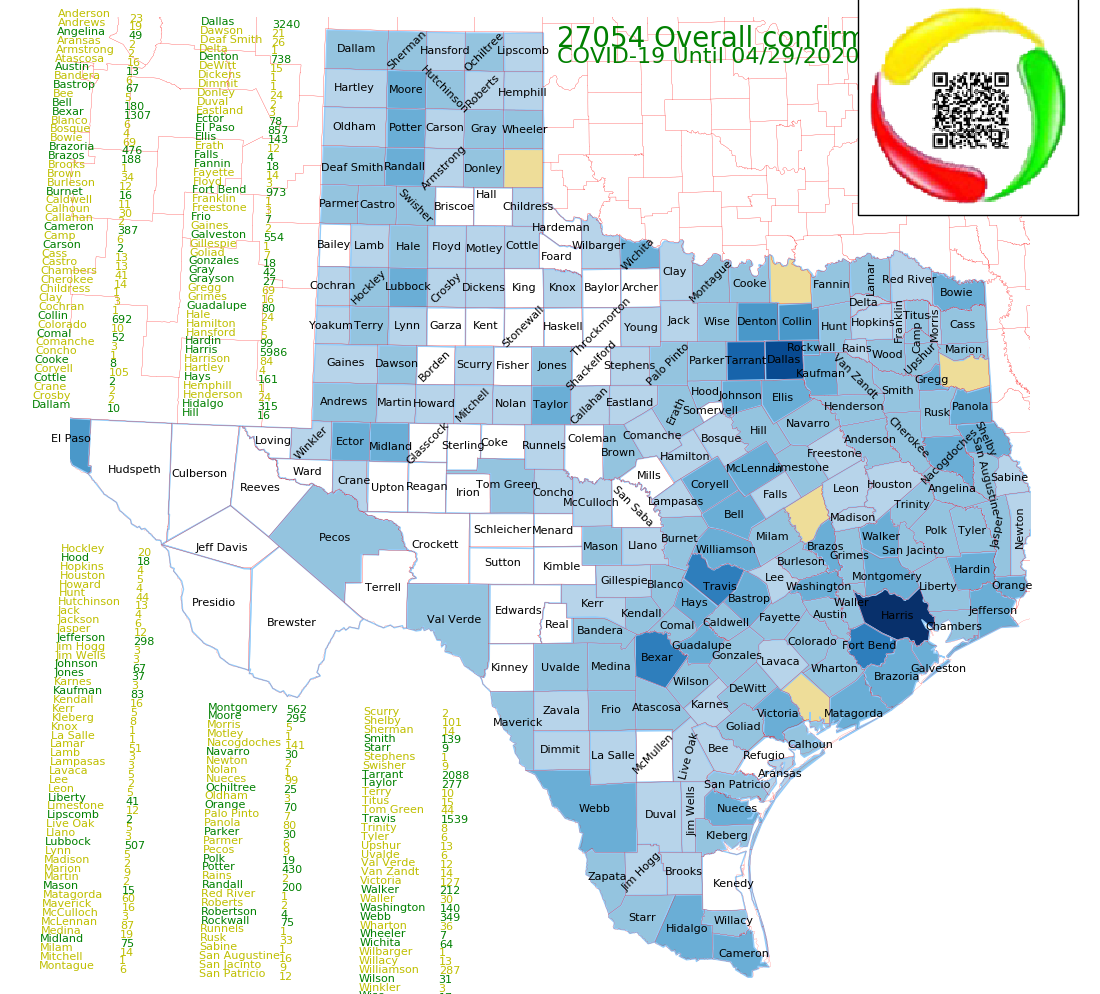 27054 Overall confirm
COVID-19 Until 04/29/2020
Anderson 23
Andrews 19
Angelina 49
Aransas 2
Armstrong 2
Atascosa 16
Austin 13
Bandera 6
Bastrop 67
Bee 5
Bell 180
Bexar 1307
Blanco 6
Bosque 4
Bowie 69
Brazoria 476
Brazos 188
Brooks 1
Brown 34
Burleson 12
Burnet 16
Caldwell 11
Calhoun 30
Callahan 2
Cameron 387
Camp 6
Carson 2
Cass 13
Castro 13
Chambers 41
Cherokee 14
Childress 1
Clay 3
Cochran 1
Collin 692
Colorado 10
Comal 52
Comanche 3
Concho 1
Cooke 8
Coryell 105
Cottle 2
Crane 2
Crosby 2
Dallam 10
Dallas 3240
Dawson 21
Deaf Smith 26
Delta 1
Denton 738
DeWitt 15
Dickens 1
Dimmit 1
Donley 24
Duval 2
Eastland 3
Ector 78
El Paso 857
Ellis 143
Erath 12
Falls 4
Fannin 18
Fayette 14
Floyd 3
Fort Bend 973
Franklin 1
Freestone 3
Frio 7
Gaines 2
Galveston 554
Gillespie 1
Goliad 7
Gonzales 18
Gray 42
Grayson 27
Gregg 69
Grimes 16
Guadalupe 80
Hale 24
Hamilton 5
Hansford 5
Hardin 99
Harris 5986
Harrison 84
Hartley 4
Hays 161
Hemphill 1
Henderson 24
Hidalgo 315
Hill 16
Hockley 20
Hood 18
Hopkins 4
Houston 5
Howard 4
Hunt 44
Hutchinson 13
Jack 4
Jackson 6
Jasper 12
Jefferson 298
Jim Hogg 3
Jim Wells 3
Johnson 67
Jones 37
Karnes 3
Kaufman 83
Kendall 16
Kerr 5
Kleberg 8
Knox 1
La Salle 1
Lamar 51
Lamb 3
Lampasas 3
Lavaca 5
Lee 2
Leon 5
Liberty 41
Limestone 12
Lipscomb 2
Live Oak 5
Llano 3
Lubbock 507
Lynn 5
Madison 2
Marion 9
Martin 2
Mason 15
Matagorda 60
Maverick 16
McCulloch 3
McLennan 87
Medina 19
Midland 75
Milam 14
Mitchell 1
Montague 6
Montgomery 562
Moore 295
Morris 5
Motley 1
Nacogdoches 141
Navarro 30
Newton 2
Nolan 1
Nueces 99
Ochiltree 25
Oldham 3
Orange 70
Palo Pinto 7
Panola 80
Parker 30
Parmer 6
Pecos 9
Polk 19
Potter 430
Rains 2
Randall 200
Red River 1
Roberts 2
Robertson 4
Rockwall 75
Runnels 1
Rusk 33
Sabine 1
San Augustine 16
San Jacinto 9
San Patricio 12
Scurry 2
Shelby 101
Sherman 14
Smith 139
Starr 9
Stephens 1
Swisher 9
Tarrant 2088
Taylor 277
Terry 10
Titus 15
Tom Green 44
Travis 1539
Trinity 8
Tyler 6
Upshur 13
Uvalde 6
Val Verde 12
Van Zandt 14
Victoria 127
Walker 212
Waller 30
Washington 140
Webb 349
Wharton 36
Wheeler 7
Wichita 64
Wilbarger 1
Willacy 13
Williamson 287
Wilson 31
Winkler 3
Dallam Sherman Hansford Ochiltree Lipscomb
Hartley Moore Hutchinson Roberts Hemphill
Oldham Potter Carson Gray Wheeler
Deaf Smith Randall Armstrong Donley
Parmer Castro Swisher Briscoe Hall Childress
Hardeman
Bailey Lamb Hale Floyd Motley Cottle Foard Wilbarger Wichita
Cochran Hockley Lubbock Crosby Dickens King Knox Baylor Archer Clay Montague Cooke Fannin Lamar Red River Bowie
Yoakum Terry Lynn Garza Kent Stonewall Haskell Throckmorton Young Jack Wise Denton Collin Hunt Delta Hopkins Franklin Titus Camp Morris Cass
Gaines Dawson Borden Scurry Fisher Jones Shackelford Stephens Palo Pinto Parker Tarrant Dallas Rockwall Kaufman Rains Van Zandt Wood Upshur Marion
Andrews Martin Howard Mitchell Nolan Taylor Callahan Eastland Erath Hood Somervell Johnson Ellis Henderson Smith Gregg Rusk Panola
El Paso Loving Winkler Ector Midland Glasscock Sterling Coke Runnels Coleman Brown Comanche Bosque Hill Navarro Anderson Cherokee Nacogdoches Shelby
Hudspeth Culberson Reeves Ward Crane Upton Reagan Irion Tom Green Concho McCulloch Mills San Saba Hamilton Lampasas Coryell McLennan Limestone Freestone Falls Leon Houston Angelina San Augustine Sabine
Jeff Davis Pecos Crockett Schleicher Menard Mason Llano Burnet Bell Williamson Milam Madison Trinity Polk Tyler Jasper Newton
Brazos Grimes Walker San Jacinto
Presidio Brewster Terrell Sutton Kimble Gillespie Blanco Travis Lee Burleson Washington Montgomery Liberty Hardin Orange
Val Verde Edwards Real Kerr Kendall Bandera Hays Comal Bastrop Caldwell Fayette Austin Waller Harris Chambers Jefferson
Kinney Uvalde Medina Bexar Guadalupe Gonzales Lavaca Colorado Wharton Fort Bend Brazoria Galveston
Maverick Zavala Frio Atascosa Wilson Karnes DeWitt Goliad Victoria Matagorda Calhoun
Dimmit La Salle McMullen Live Oak Bee Refugio Aransas San Patricio
Webb Duval Jim Wells Nueces Kleberg
Zapata Jim Hogg Brooks Kenedy
Starr Hidalgo Willacy Cameron